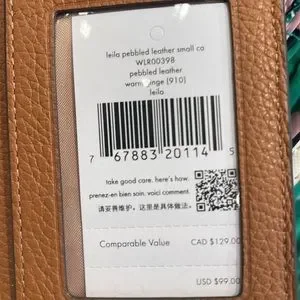 leila pebbled leather small ca
WLR00398
pebbled leather
warm ginge (910)
leila
7 67883 20114 5
take good care. here's how.
prenez-en bien soin. voici comment.
请妥善维护。这里是具体做法。
Comparable Value CAD $129.00
USD $99.00